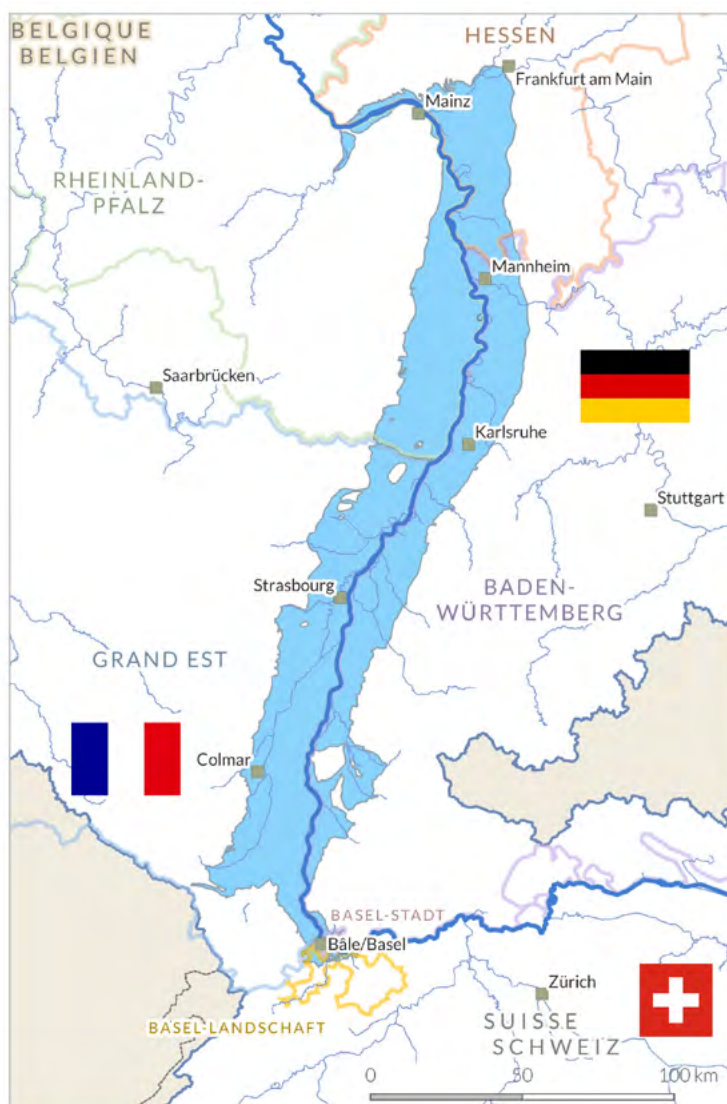 BELGIQUE
BELGIEN
HESSEN
Frankfurt am Main
Mainz
RHEINLAND-
PFALZ
Mannheim
Saarbrücken
Karlsruhe
Stuttgart
Strasbourg
BADEN-
WÜRTTEMBERG
GRAND EST
Colmar
BASEL-STADT
Bâle/Basel
Zürich
BASEL-LANDSCHAFT
SUISSE
SCHWEIZ
0 50 100 km